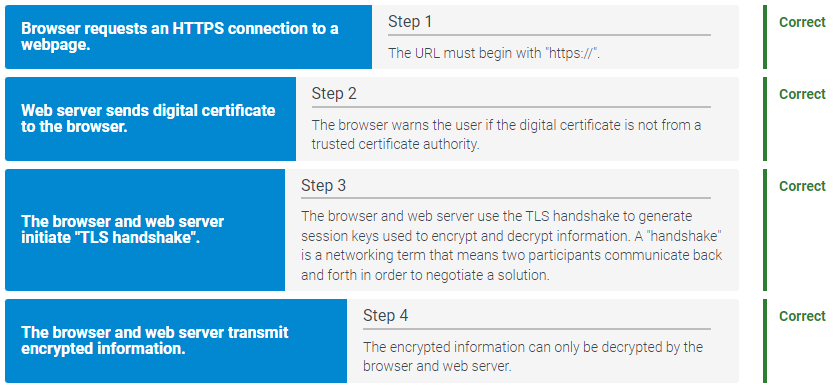 Browser requests an HTTPS connection to a
webpage.
Step 1
The URL must begin with "https://".
Correct
Web server sends digital certificate
to the browser.
Step 2
The browser warns the user if the digital certificate is not from a
trusted certificate authority.
Correct
The browser and web server
initiate "TLS handshake".
Step 3
The browser and web server use the TLS handshake to generate
session keys used to encrypt and decrypt information. A "handshake"
is a networking term that means two participants communicate back
and forth in order to negotiate a solution.
Correct
The browser and web server transmit
encrypted information.
Step 4
The encrypted information can only be decrypted by the
browser and web server.
Correct